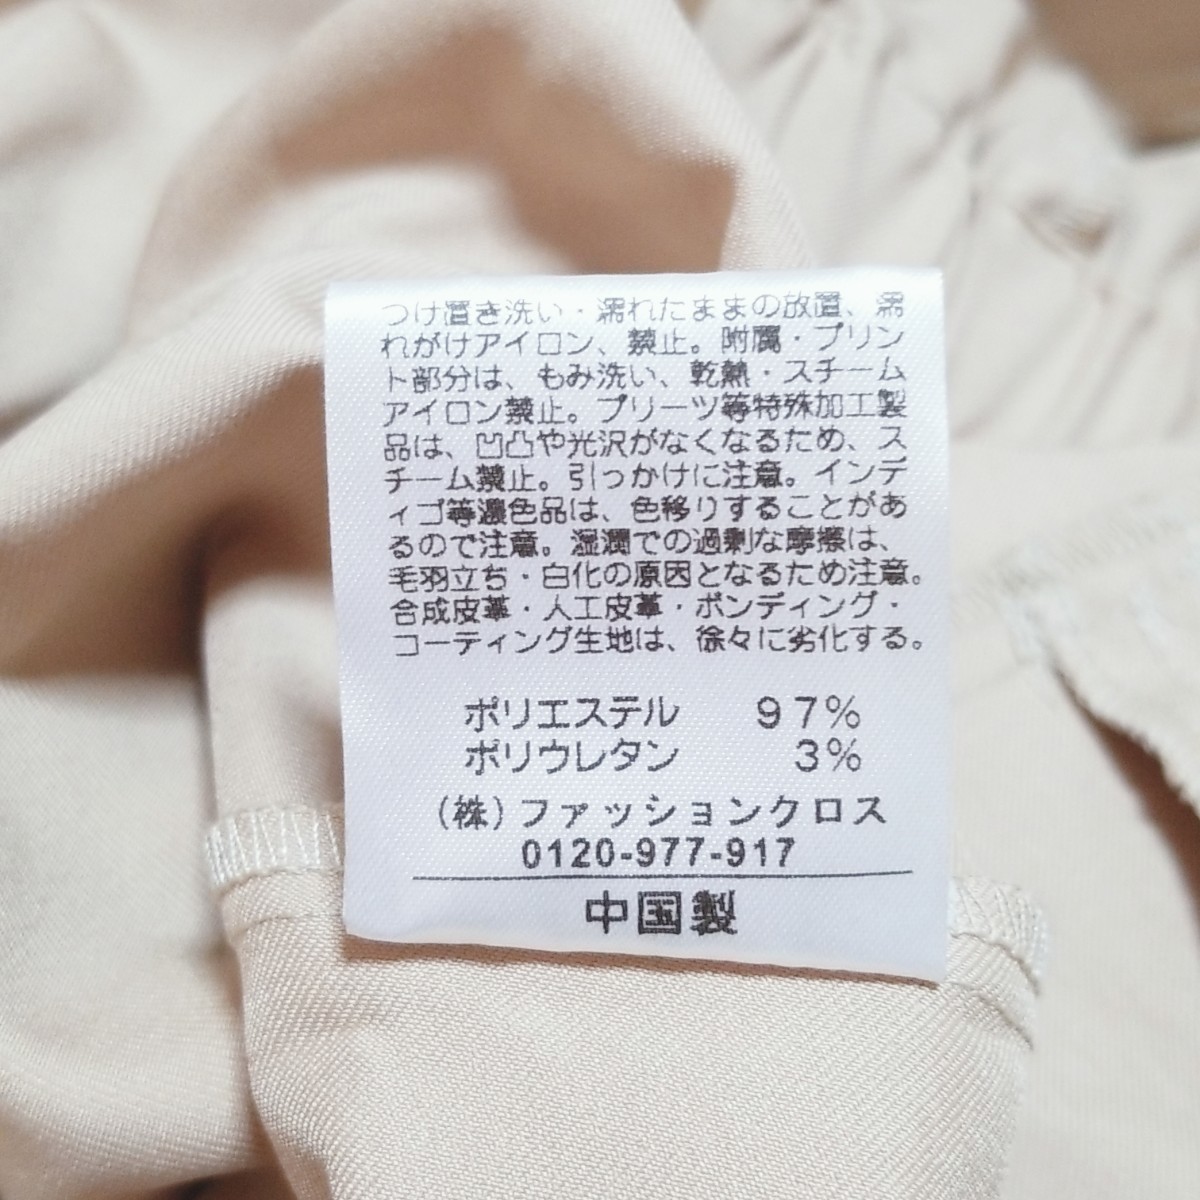 つけ置き洗い・濡れたままの放置、濡
れがけアイロン、禁止。附属・プリン
ト部分は、もみ洗い、乾熱・スチーム
アイロン禁止。プリーツ等特殊加工製
品は、凹凸や光沢がなくなるため、ス
チーム禁止。引っかけに注意。インデ
ィゴ等濃色品は、色移りすることがあ
るので注意。湿潤での過剰な摩擦は、
毛羽立ち・白化の原因となるため注意。
合成皮革・人工皮革・ボンディング・
コーティング生地は、徐々に劣化する。
ポリエステル 97%
ポリウレタン 3%
(株)ファッションクロス
0120-977-917
中国製